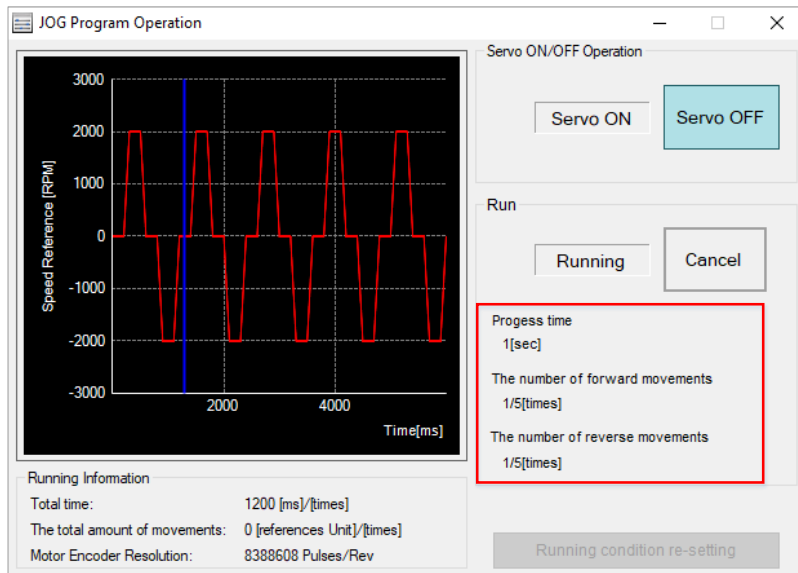 JOG Program Operation
Servo ON/OFF Operation
Servo ON
Servo OFF
3000
2000
1000
0
-1000
-2000
-3000
Speed Reference [RPM]
2000
4000
Time[ms]
Run
Running
Cancel
Progess time
1[sec]
The number of forward movements
1/5[times]
The number of reverse movements
1/5[times]
Running Information
Total time: 1200 [ms]/[times]
The total amount of movements: 0 [references Unit]/[times]
Motor Encoder Resolution: 8388608 Pulses/Rev
Running condition re-setting